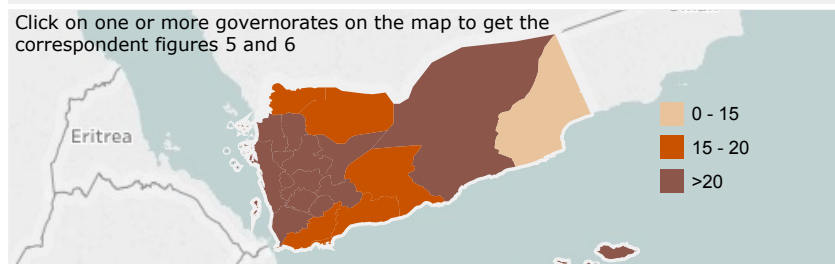 Click on one or more governorates on the map to get the
correspondent figures 5 and 6
Eritrea
0 - 15
15 - 20
>20